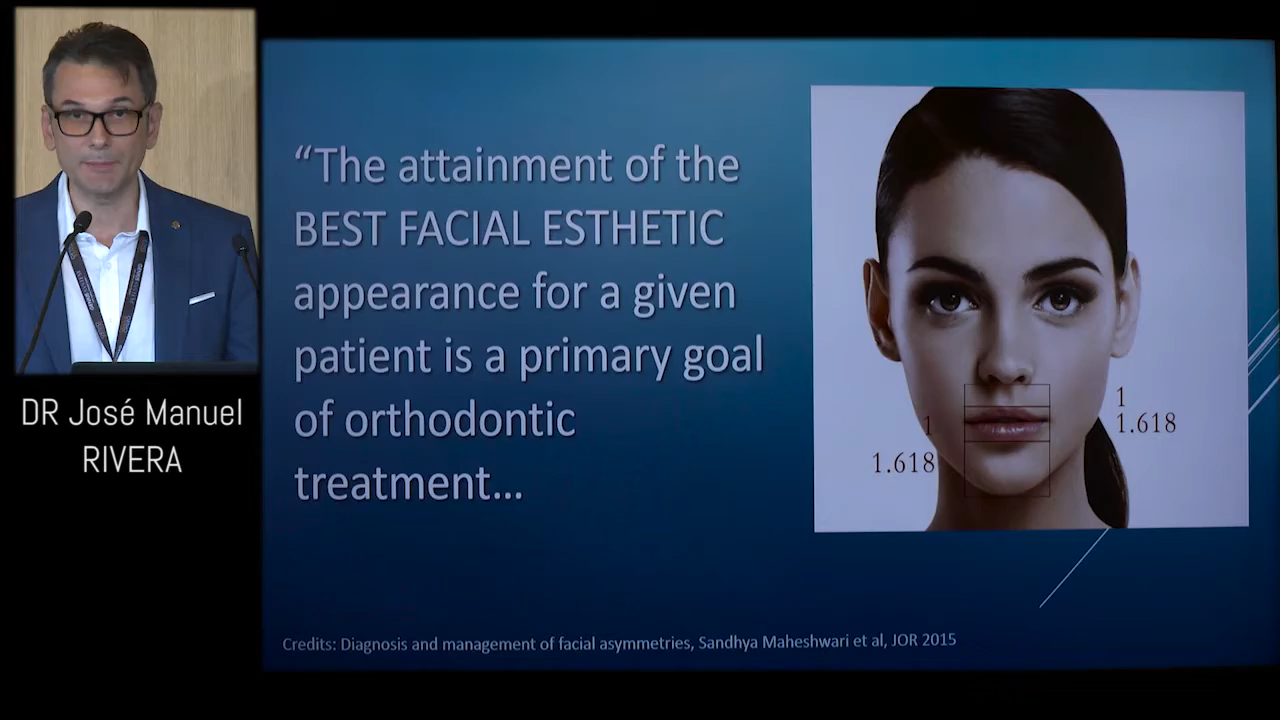 DR José Manuel
RIVERA
“The attainment of the
BEST FACIAL ESTHETIC
appearance for a given
patient is a primary goal
of orthodontic
treatment...
1
1.618
1
1.618
Credits: Diagnosis and management of facial asymmetries, Sandhya Maheshwari et al, JOR 2015